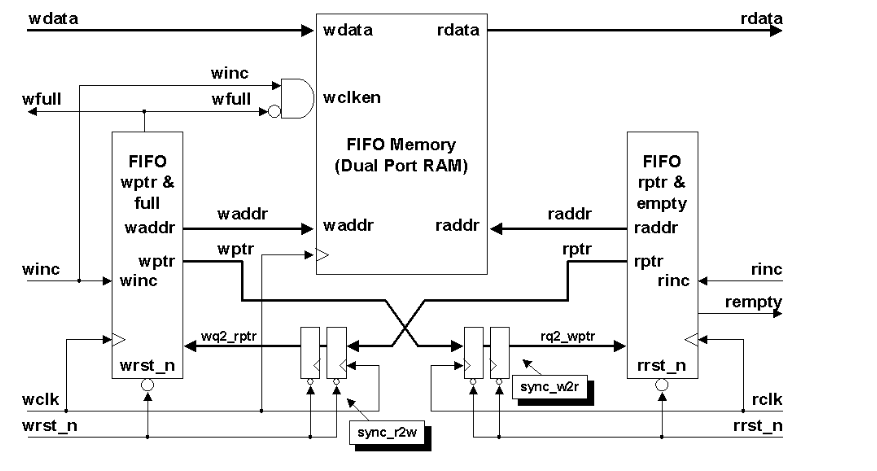 wdata
rdata
wdata
rdata
winc
wfull
wfull
wclken
FIFO Memory
(Dual Port RAM)
FIFO
wptr &
full
FIFO
rptr &
empty
waddr
waddr
waddr
raddr
raddr
raddr
wptr
wptr
rptr
rptr
winc
winc
rinc
rinc
rempty
wq2_rptr
rq2_wptr
wrst_n
rrst_n
sync_w2r
wclk
rclk
wrst_n
sync_r2w
rrst_n